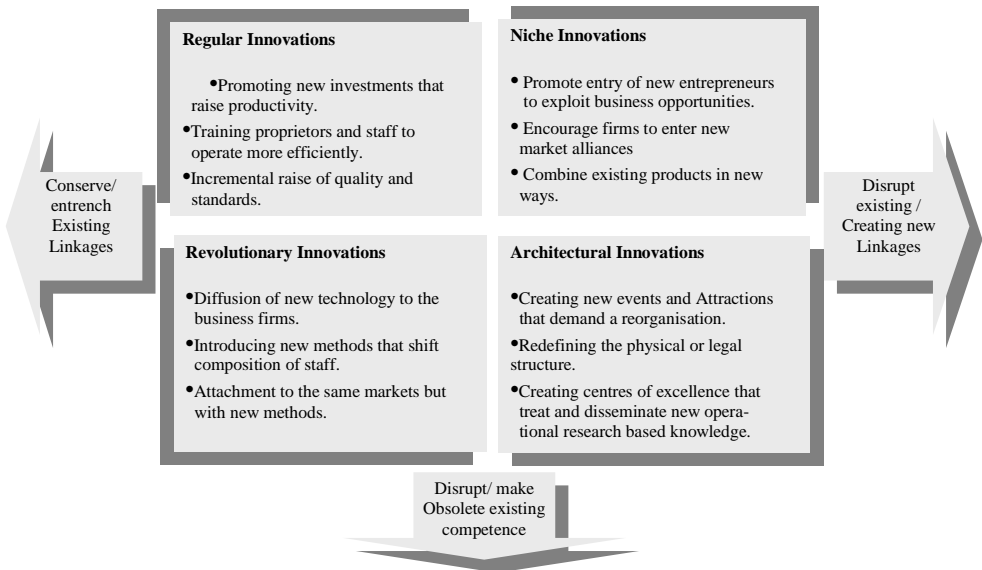 Regular Innovations
•Promoting new investments that
raise productivity.
•Training proprietors and staff to
operate more efficiently.
•Incremental raise of quality and
standards.
Niche Innovations
• Promote entry of new entrepreneurs
to exploit business opportunities.
• Encourage firms to enter new
market alliances
• Combine existing products in new
ways.
Conserve/
entrench
Existing
Linkages
Disrupt
existing /
Creating new
Linkages
Revolutionary Innovations
•Diffusion of new technology to the
business firms.
•Introducing new methods that shift
composition of staff.
•Attachment to the same markets but
with new methods.
Architectural Innovations
•Creating new events and Attractions
that demand a reorganisation.
•Redefining the physical or legal
structure.
•Creating centres of excellence that
treat and disseminate new opera-
tional research based knowledge.
Disrupt/ make
Obsolete existing
competence